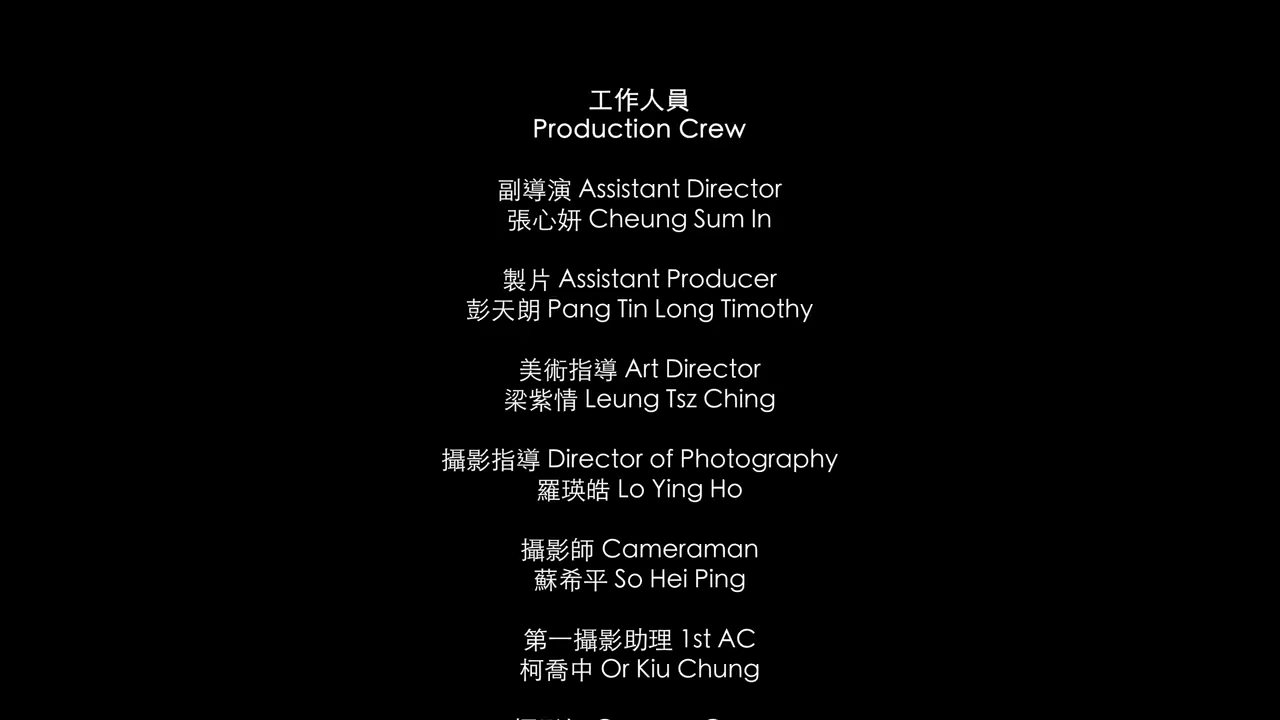 工作人員
Production Crew
副導演 Assistant Director
張心妍 Cheung Sum In
製片 Assistant Producer
彭天朗 Pang Tin Long Timothy
美術指導 Art Director
梁紫情 Leung Tsz Ching
攝影指導 Director of Photography
羅瑛皓 Lo Ying Ho
攝影師 Cameraman
蘇希平 So Hei Ping
第一攝影助理 1st AC
柯喬中 Or Kiu Chung